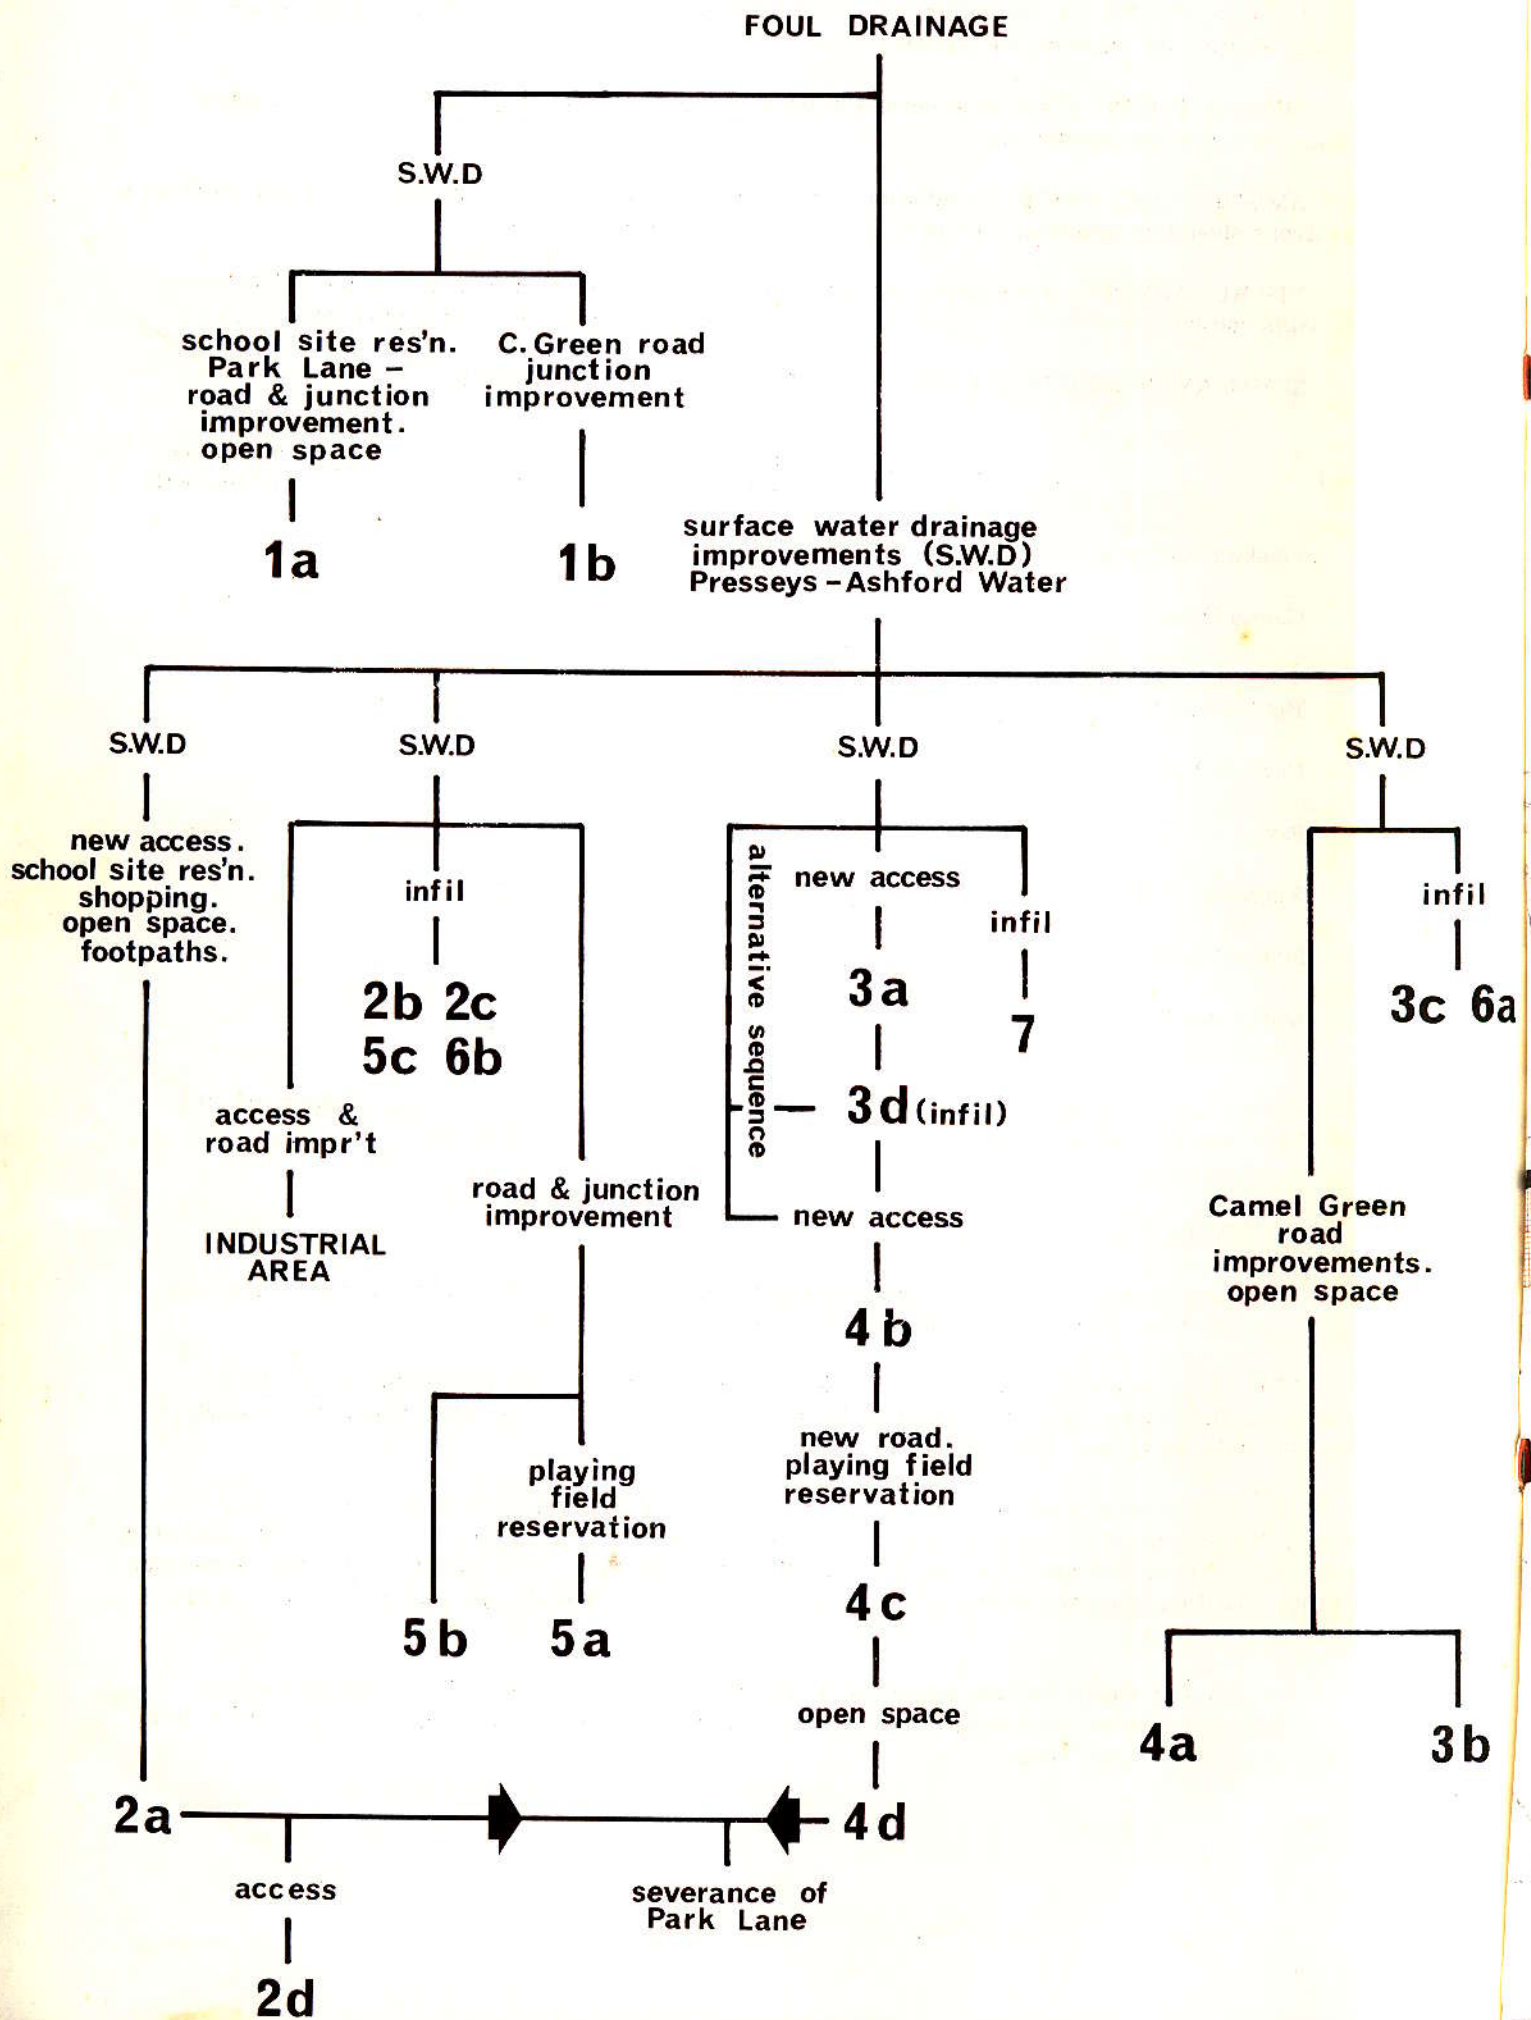 FOUL DRAINAGE
S.W.D
school site res'n.
Park Lane –
road & junction
improvement.
open space
C.Green road
junction
improvement
1a
1b
surface water drainage
improvements (S.W.D)
Presseys – Ashford Water
S.W.D
S.W.D
S.W.D
S.W.D
new access.
school site res'n.
shopping.
open space.
footpaths.
infil
2b 2c
5c 6b
access &
road impr't
INDUSTRIAL
AREA
road & junction
improvement
playing
field
reservation
5b
5a
alternative sequence
new access
3a
3d (infil)
new access
4b
new road.
playing field
reservation
4c
open space
4d
infil
7
infil
3c 6a
Camel Green
road
improvements.
open space
4a
3b
2a
access
2d
severance of
Park Lane